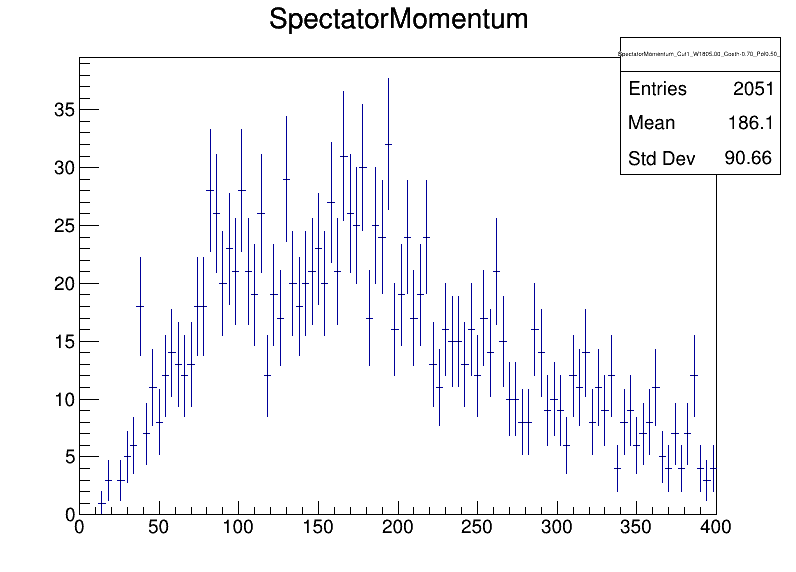 SpectatorMomentum
SpectatorMomentum_Cut1_W1805.00_Costh-0.70_Pol0.50_
Entries 2051
Mean 186.1
Std Dev 90.66
35
30
25
20
15
10
5
0
0 50 100 150 200 250 300 350 400